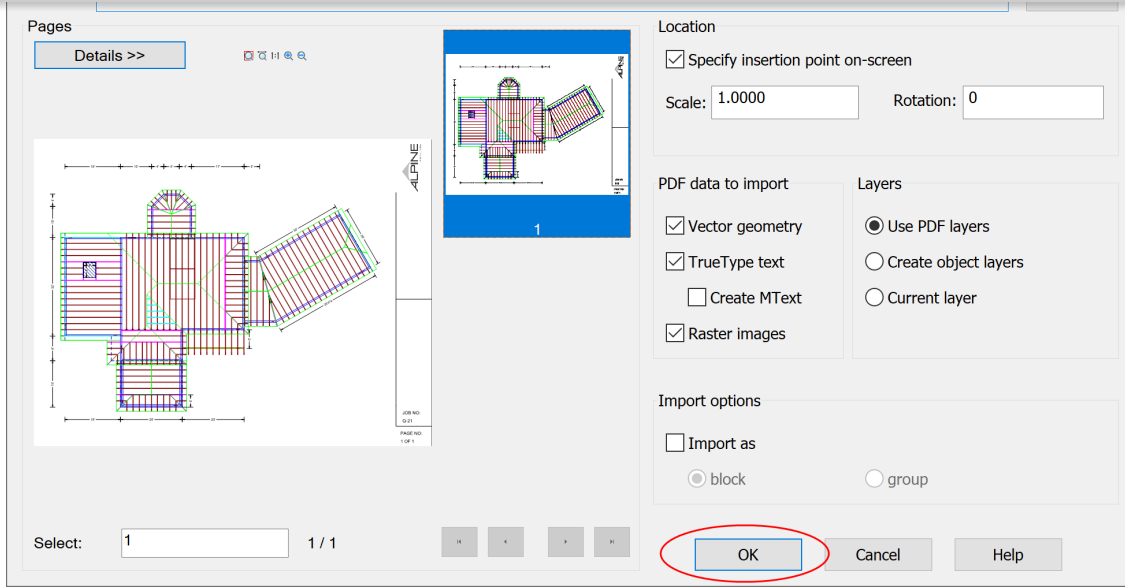 Pages
Details >>
1:1
ALPINE
JOB NO:
Q-21
PAGE NO:
1 OF 1
ALPINE
1
Select:
1
1 / 1
Location
Specify insertion point on-screen
Scale:
1.0000
Rotation:
0
PDF data to import
Vector geometry
TrueType text
Create MText
Raster images
Layers
Use PDF layers
Create object layers
Current layer
Import options
Import as
block
group
OK
Cancel
Help